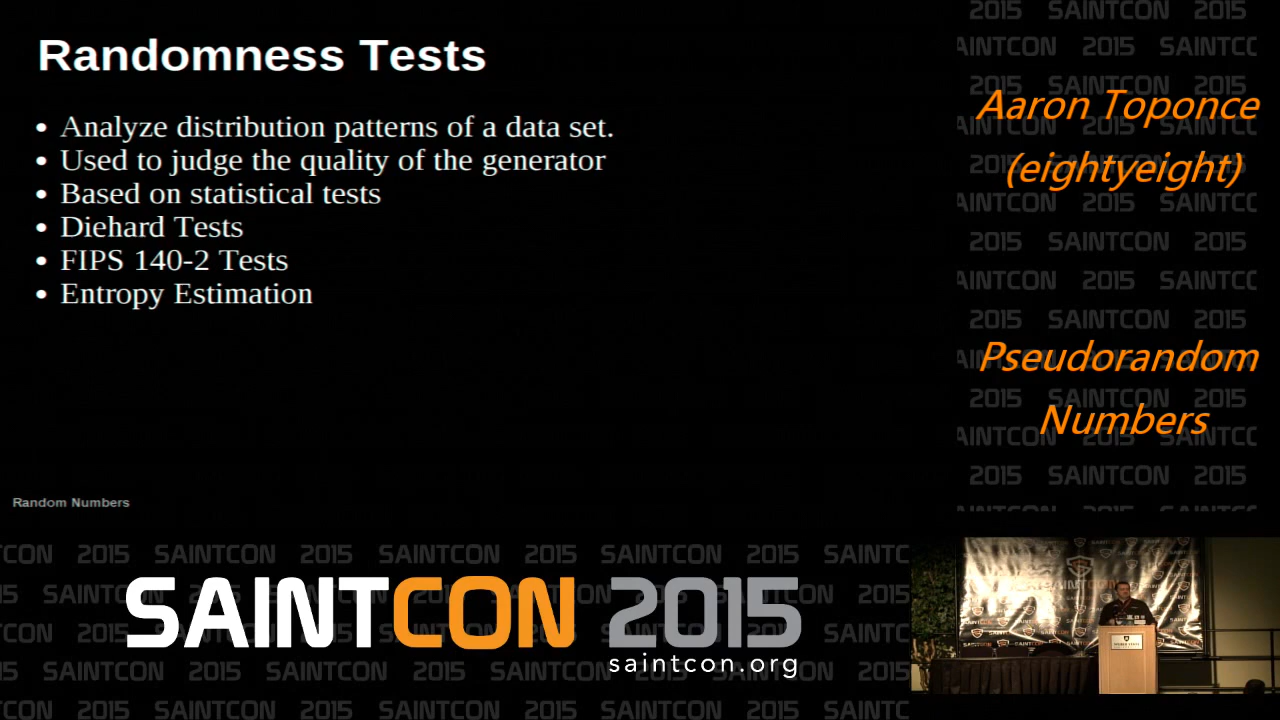 Randomness Tests
• Analyze distribution patterns of a data set.
• Used to judge the quality of the generator
• Based on statistical tests
• Diehard Tests
• FIPS 140-2 Tests
• Entropy Estimation
Random Numbers
Aaron Toponce
(eightyeight)
Pseudorandom
Numbers
SAINTCON 2015
saintcon.org